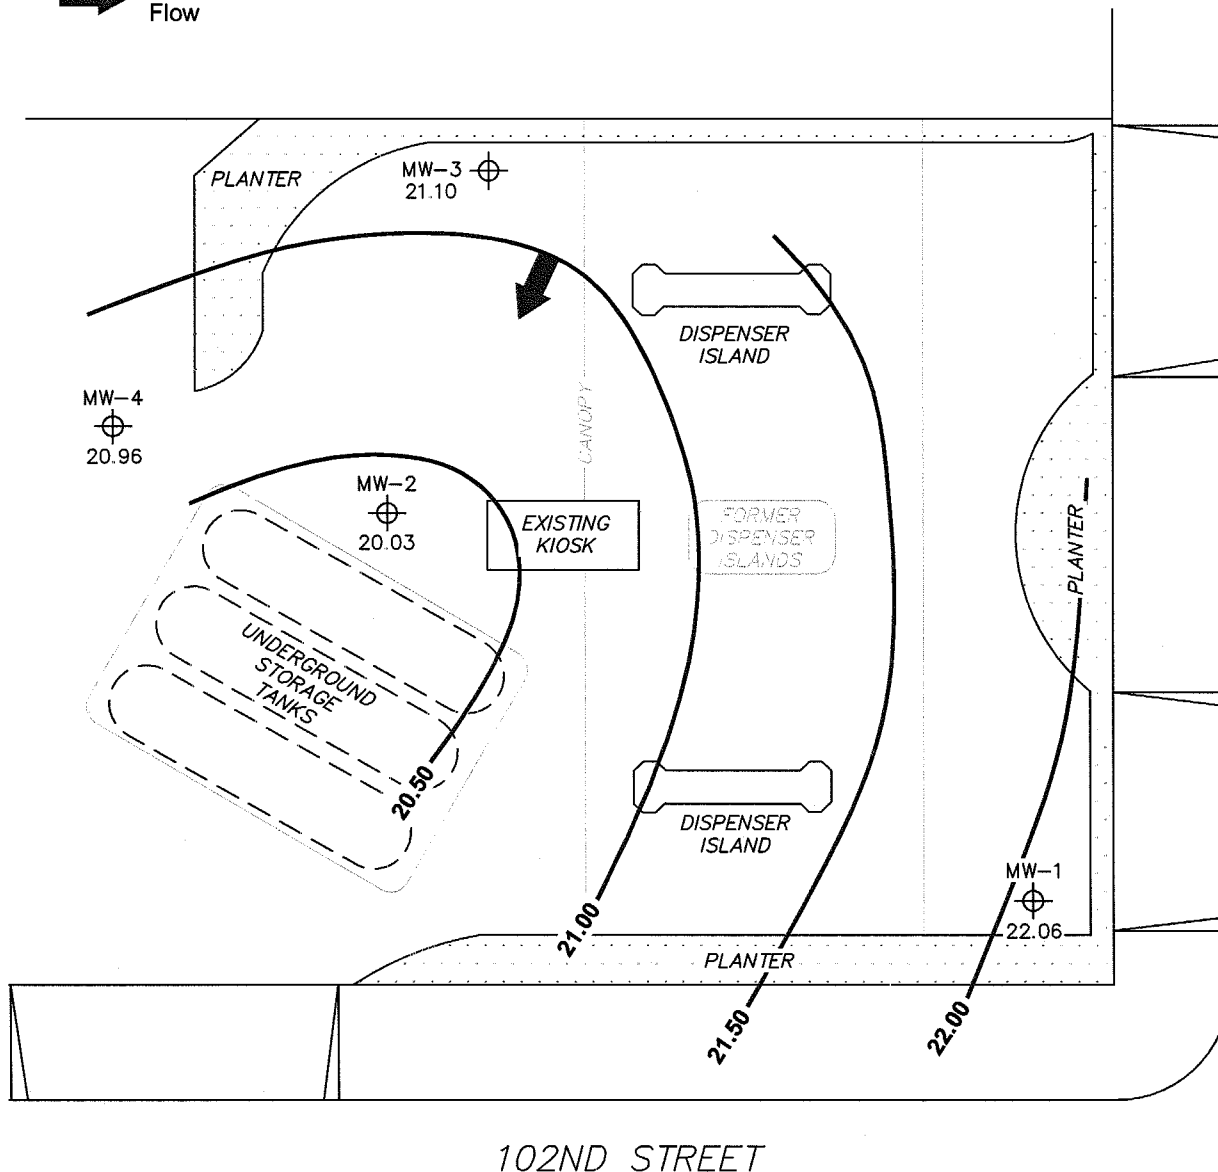 Flow
PLANTER
MW-3
21.10
DISPENSER
ISLAND
MW-4
20.96
CANOPY
MW-2
20.03
EXISTING
KIOSK
FORMER
DISPENSER
ISLANDS
PLANTER
UNDERGROUND
STORAGE
TANKS
20.50
DISPENSER
ISLAND
MW-1
22.06
21.00
PLANTER
21.50
22.00
102ND STREET